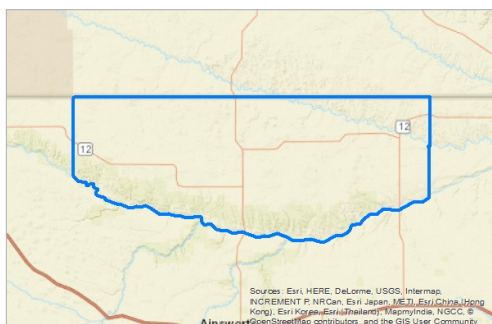 12
12
Sources: Esri, HERE, DeLorme, USGS, Intermap,
INCREMENT P, NRCan, Esri Japan, METI, Esri China (Hong
Kong), Esri Korea, Esri (Thailand), MapmyIndia, NGCC, ©
OpenStreetMap contributors, and the GIS User Community